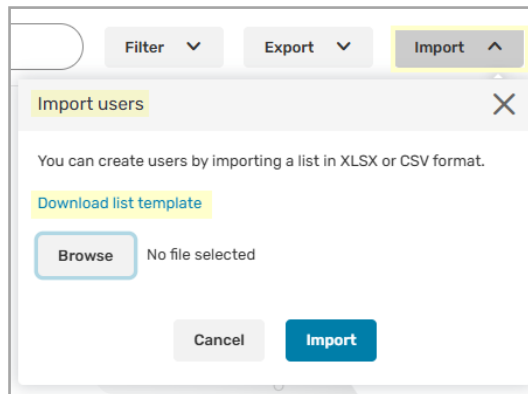 Filter
Export
Import
Import users
You can create users by importing a list in XLSX or CSV format.
Download list template
Browse
No file selected
Cancel
Import